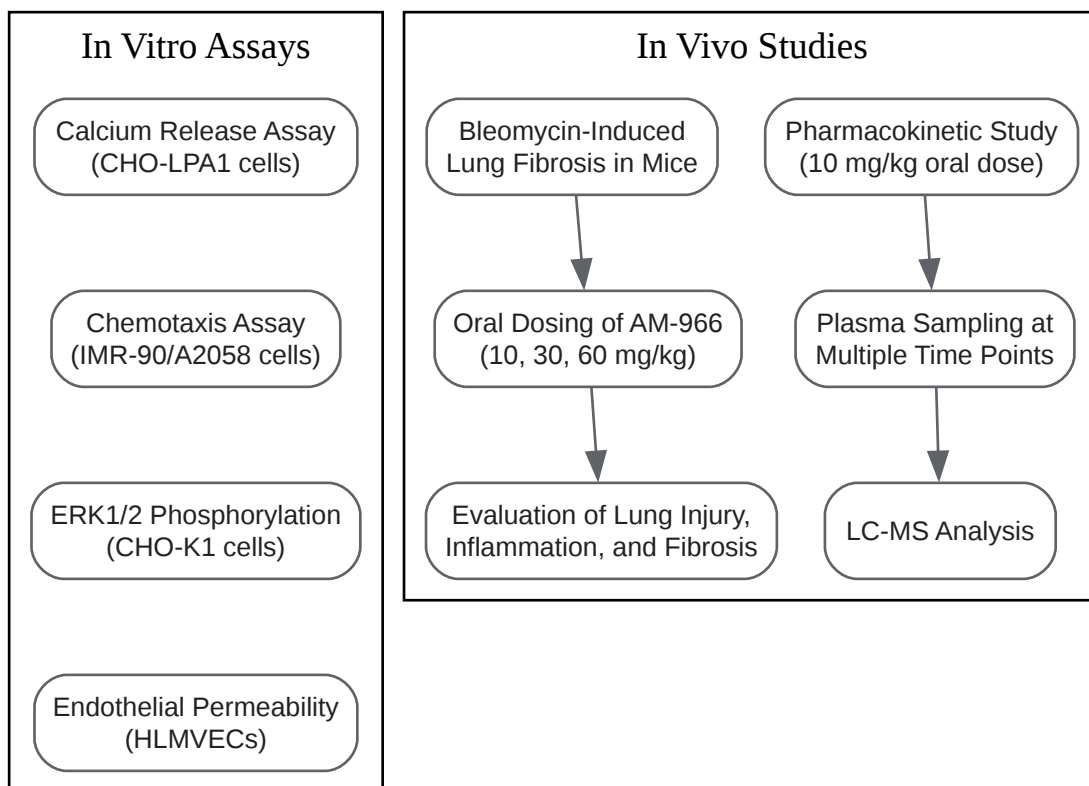 In Vitro Assays
Calcium Release Assay
(CHO-LPA1 cells)
Chemotaxis Assay
(IMR-90/A2058 cells)
ERK1/2 Phosphorylation
(CHO-K1 cells)
Endothelial Permeability
(HLMVECs)
In Vivo Studies
Bleomycin-Induced
Lung Fibrosis in Mice
Oral Dosing of AM-966
(10, 30, 60 mg/kg)
Evaluation of Lung Injury,
Inflammation, and Fibrosis
Pharmacokinetic Study
(10 mg/kg oral dose)
Plasma Sampling at
Multiple Time Points
LC-MS Analysis